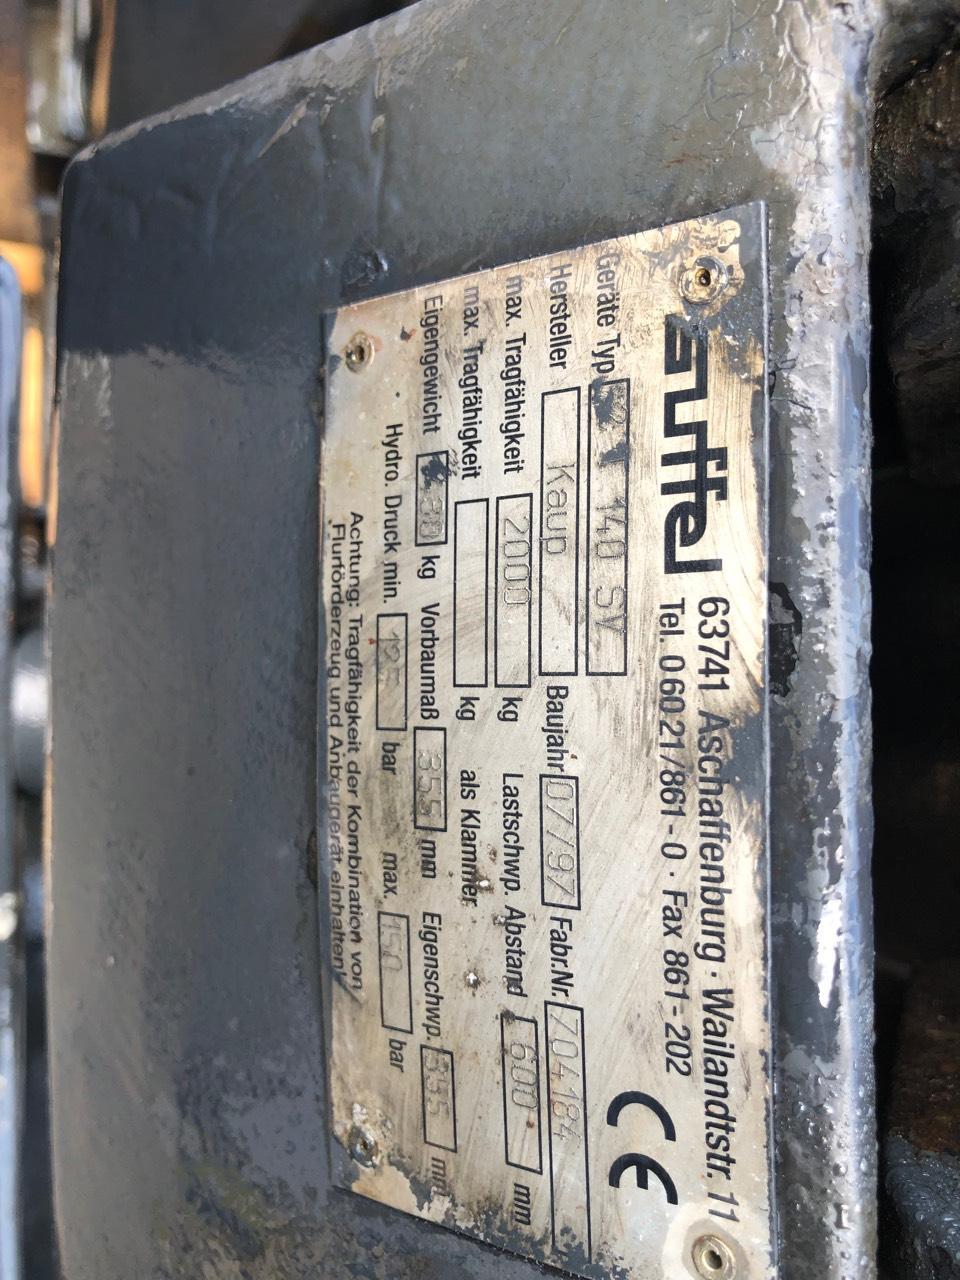 auffel 63741 Aschaffenburg · Wailandtstr. 11
Tel. 0 60 21/861 - 0 · Fax 861 - 202
CE
Geräte Typ 140 SV
Hersteller Kaup Baujahr 07/97 Fabr.Nr. 704184
max. Tragfähigkeit 2000 kg Lastschwp. Abstand 600 mm
max. Tragfähigkeit kg als Klammer
Eigengewicht kg Vorbaumaß 355 mm Eigenschwp. mm
Hydro. Druck min. bar max. 150 bar
Achtung: Tragfähigkeit der Kombination von
Flurförderzeug und Anbaugerät einhalten!